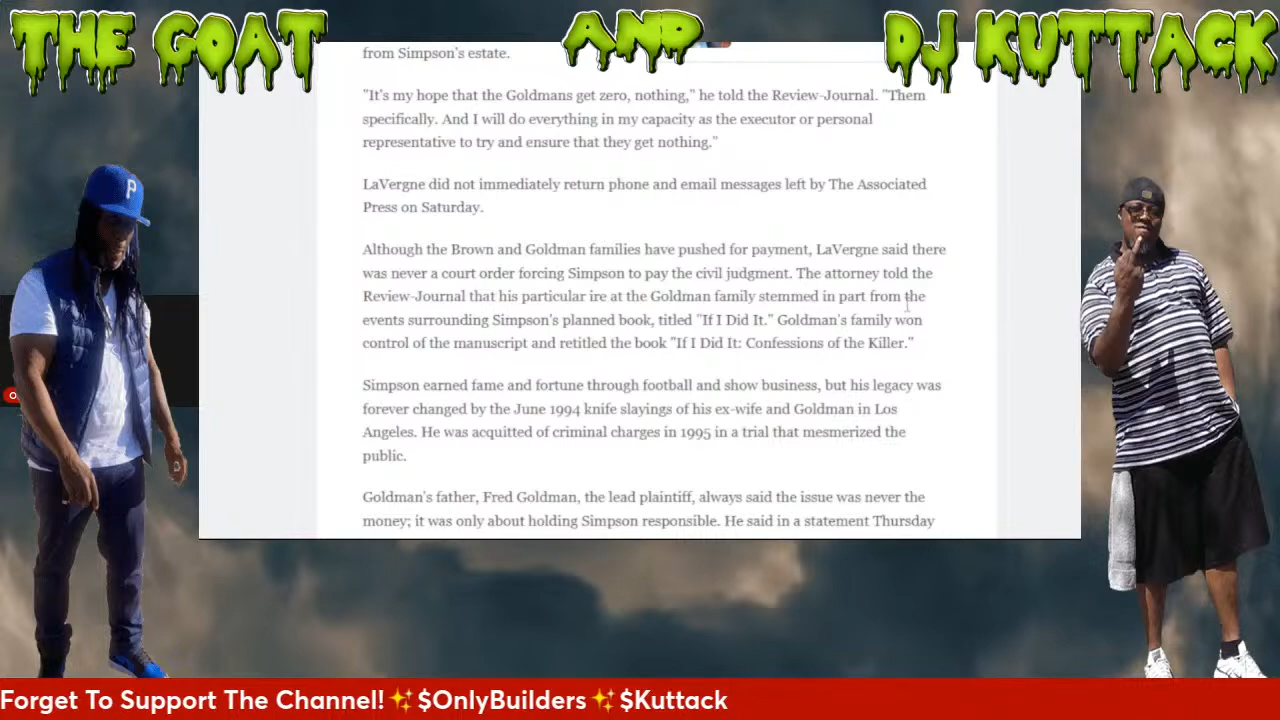 THE GOAT AND DJ KUTTACK
from Simpson's estate.
"It's my hope that the Goldmans get zero, nothing," he told the Review-Journal. "Them
specifically. And I will do everything in my capacity as the executor or personal
representative to try and ensure that they get nothing."
LaVergne did not immediately return phone and email messages left by The Associated
Press on Saturday.
Although the Brown and Goldman families have pushed for payment, LaVergne said there
was never a court order forcing Simpson to pay the civil judgment. The attorney told the
Review-Journal that his particular ire at the Goldman family stemmed in part from the
events surrounding Simpson's planned book, titled "If I Did It." Goldman's family won
control of the manuscript and retitled the book "If I Did It: Confessions of the Killer."
Simpson earned fame and fortune through football and show business, but his legacy was
forever changed by the June 1994 knife slayings of his ex-wife and Goldman in Los
Angeles. He was acquitted of criminal charges in 1995 in a trial that mesmerized the
public.
Goldman's father, Fred Goldman, the lead plaintiff, always said the issue was never the
money; it was only about holding Simpson responsible. He said in a statement Thursday
P
Forget To Support The Channel!✨$OnlyBuilders✨$Kuttack